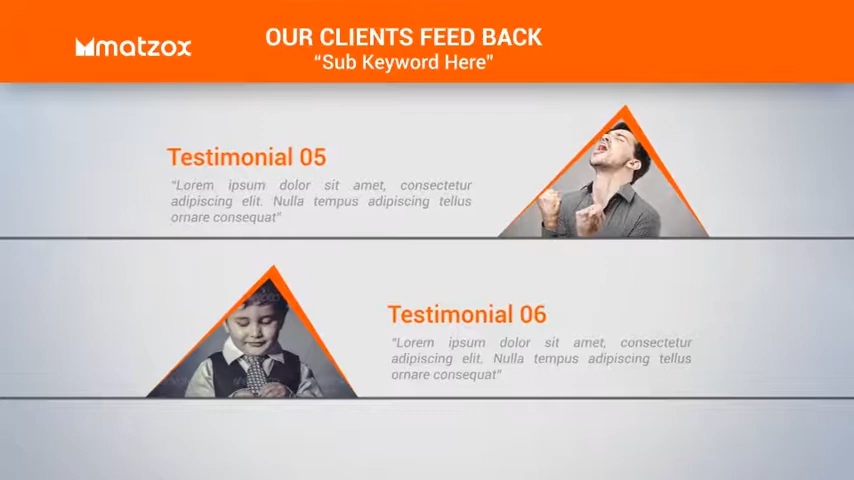 matzox
OUR CLIENTS FEED BACK
“Sub Keyword Here”
Testimonial 05
“Lorem ipsum dolor sit amet, consectetur
adipiscing elit. Nulla tempus adipiscing tellus
ornare consequat”
Testimonial 06
“Lorem ipsum dolor sit amet, consectetur
adipiscing elit. Nulla tempus adipiscing tellus
ornare consequat”